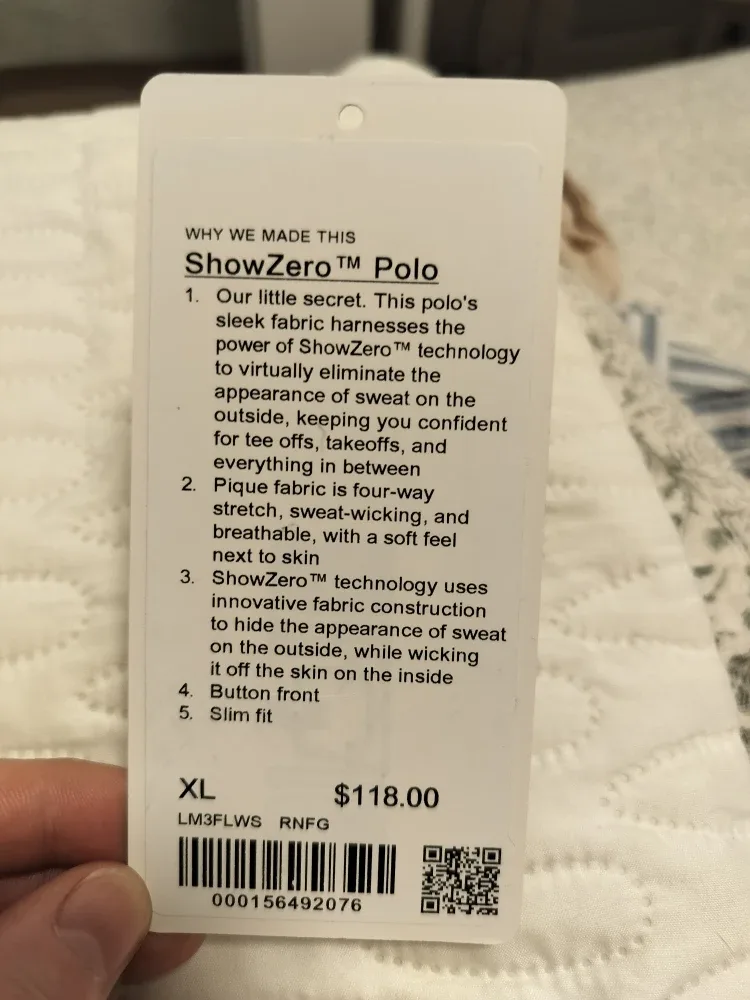 WHY WE MADE THIS
ShowZero™ Polo
1. Our little secret. This polo's
sleek fabric harnesses the
power of ShowZero™ technology
to virtually eliminate the
appearance of sweat on the
outside, keeping you confident
for tee offs, takeoffs, and
everything in between
2. Pique fabric is four-way
stretch, sweat-wicking, and
breathable, with a soft feel
next to skin
3. ShowZero™ technology uses
innovative fabric construction
to hide the appearance of sweat
on the outside, while wicking
it off the skin on the inside
4. Button front
5. Slim fit
XL $118.00
LM3FLWS RNFG
000156492076